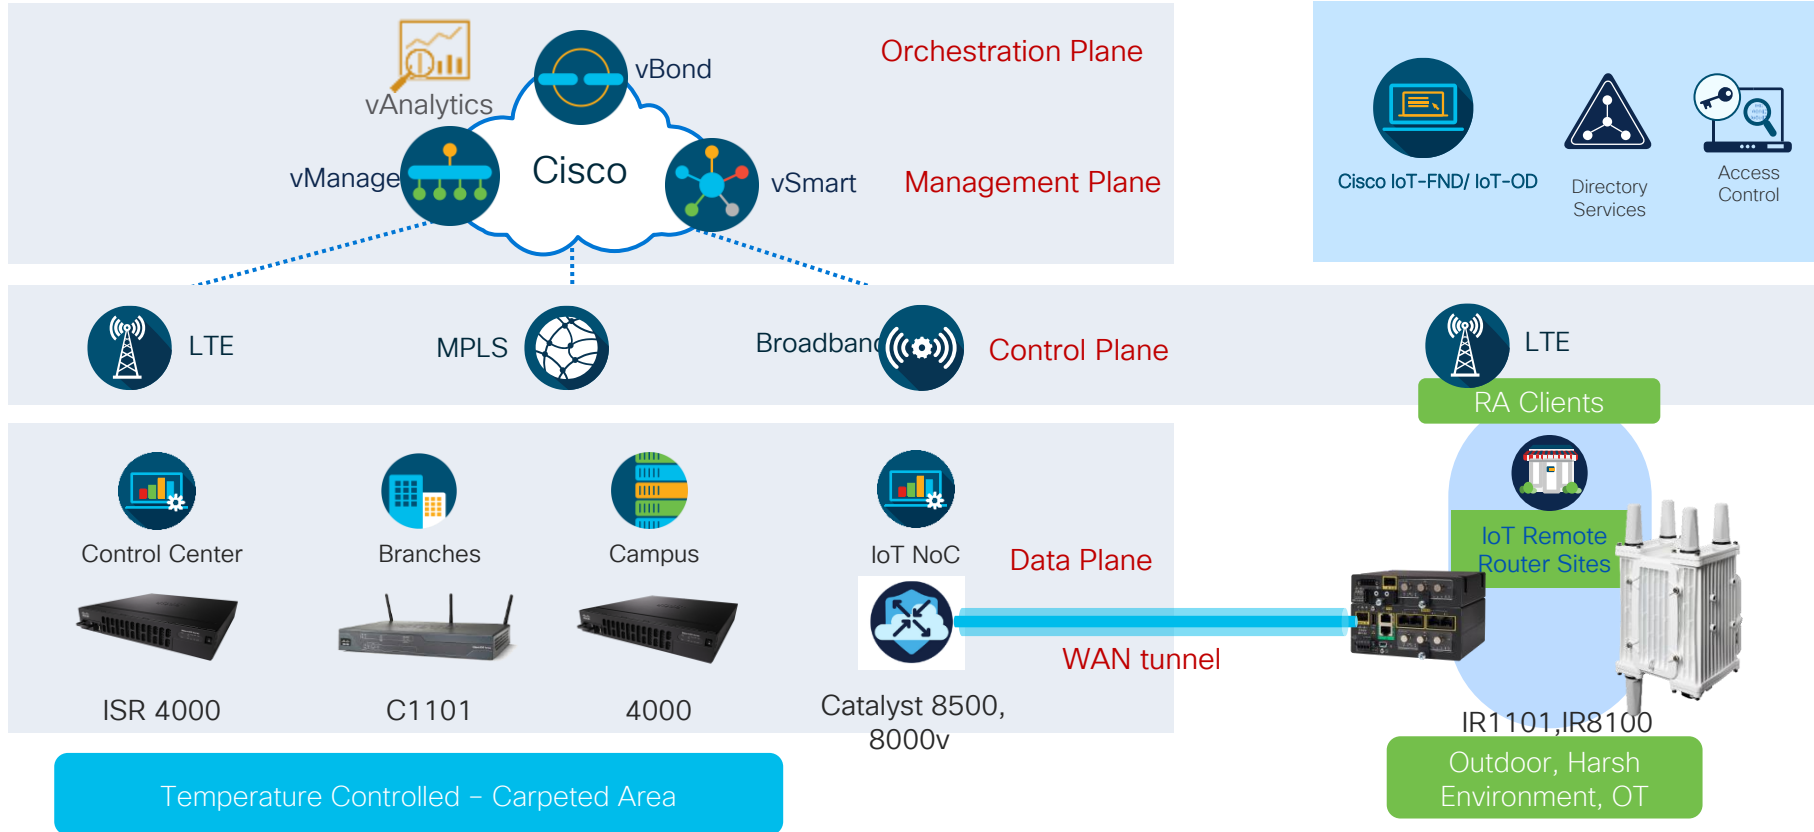 Orchestration Plane
vBond
vAnalytics
Cisco
vManage
vSmart
Management Plane
Cisco IoT-FND/ IoT-OD
Directory
Services
Access
Control
LTE
MPLS
Broadband
Control Plane
LTE
RA Clients
Control Center
Branches
Campus
IoT NoC
Data Plane
IoT Remote
Router Sites
WAN tunnel
ISR 4000
C1101
4000
Catalyst 8500,
8000v
IR1101,IR8100
Temperature Controlled – Carpeted Area
Outdoor, Harsh
Environment, OT